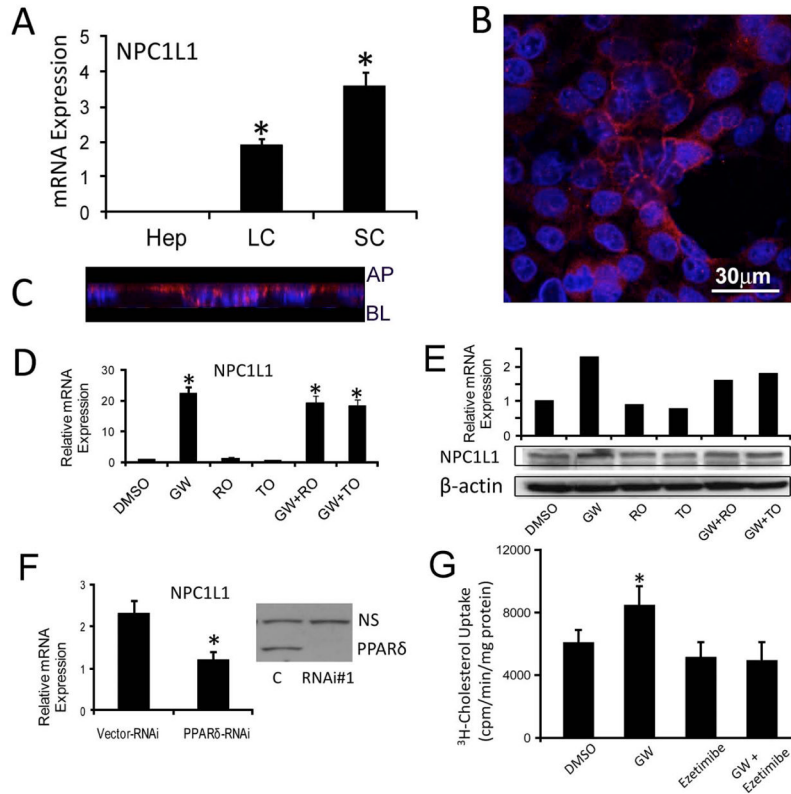 A
NPC1L1
mRNA Expression
5
4
3
2
1
0
*
*
Hep LC SC
B
30µm
C
AP
BL
D
NPC1L1
Relative mRNA
Expression
30
20
10
0
*
*
*
DMSO GW RO TO GW+RO GW+TO
E
Relative mRNA
Expression
2
1
0
NPC1L1
β-actin
DMSO GW RO TO GW+RO GW+TO
F
NPC1L1
Relative mRNA
Expression
3
2
1
0
*
Vector-RNAi PPARδ-RNAi
NS
PPARδ
C RNAi#1
G
³H-Cholesterol Uptake
(cpm/min/mg protein)
12000
8000
4000
0
*
DMSO GW Ezetimibe GW +
Ezetimibe